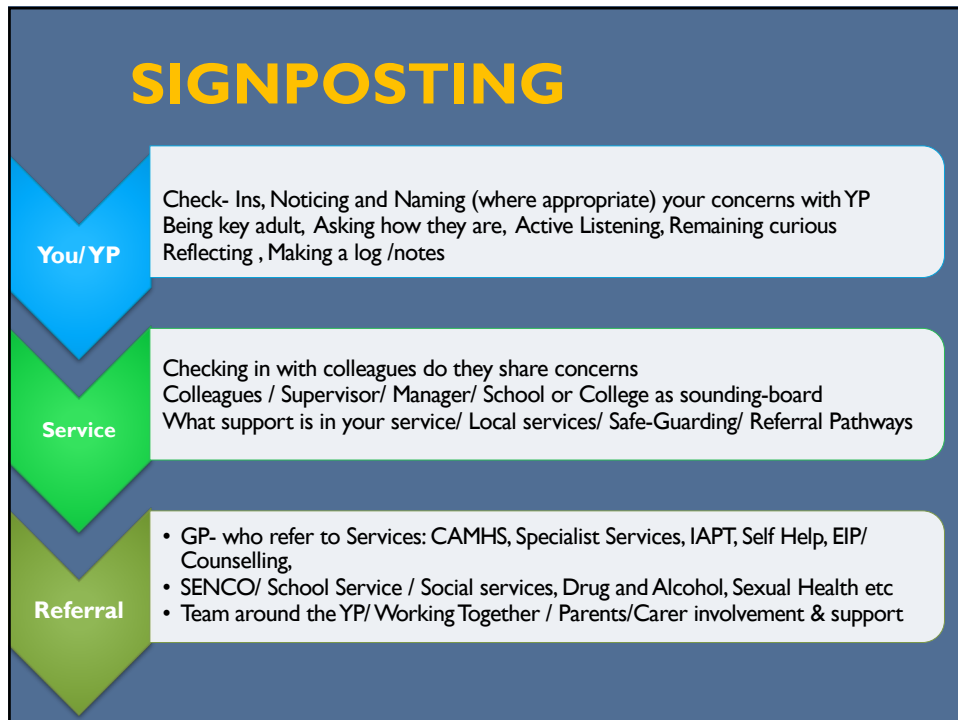 SIGNPOSTING
You/ YP
Check- Ins, Noticing and Naming (where appropriate) your concerns with YP
Being key adult, Asking how they are, Active Listening, Remaining curious
Reflecting , Making a log /notes
Service
Checking in with colleagues do they share concerns
Colleagues / Supervisor/ Manager/ School or College as sounding-board
What support is in your service/ Local services/ Safe-Guarding/ Referral Pathways
Referral
• GP- who refer to Services: CAMHS, Specialist Services, IAPT, Self Help, EIP/
Counselling,
• SENCO/ School Service / Social services, Drug and Alcohol, Sexual Health etc
• Team around the YP/ Working Together / Parents/Carer involvement & support